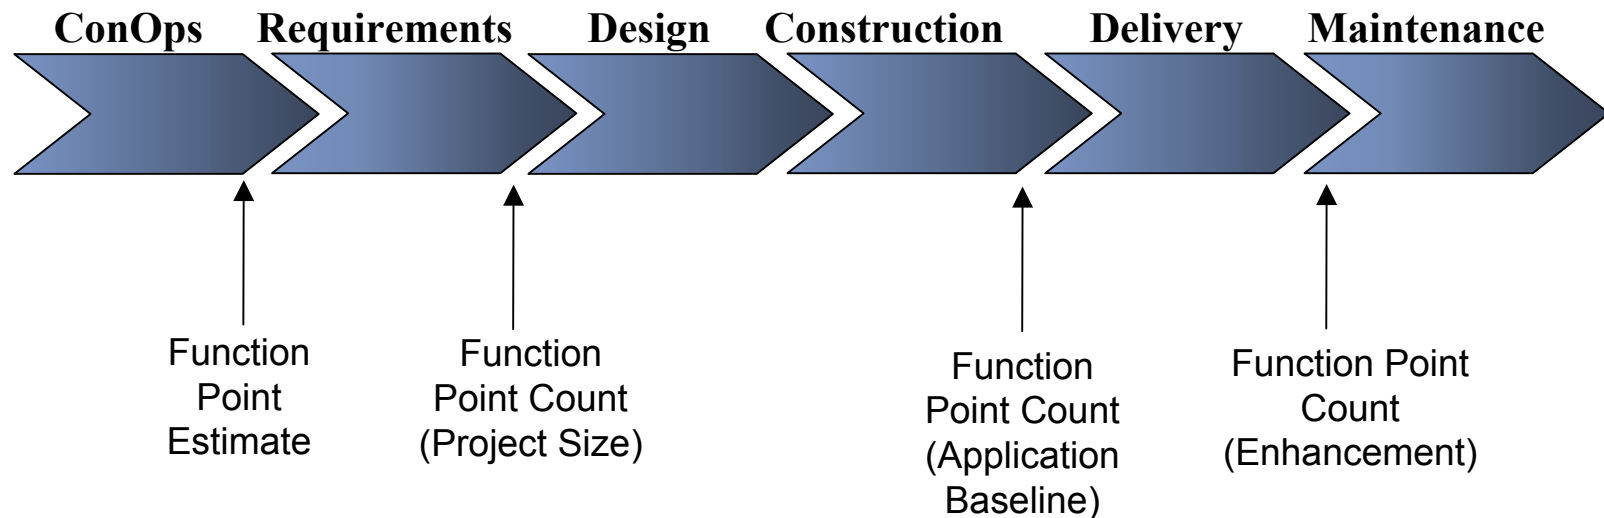 ConOps Requirements Design Construction Delivery Maintenance
Function
Point
Estimate
Function
Point Count
(Project Size)
Function
Point Count
(Application
Baseline)
Function Point
Count
(Enhancement)